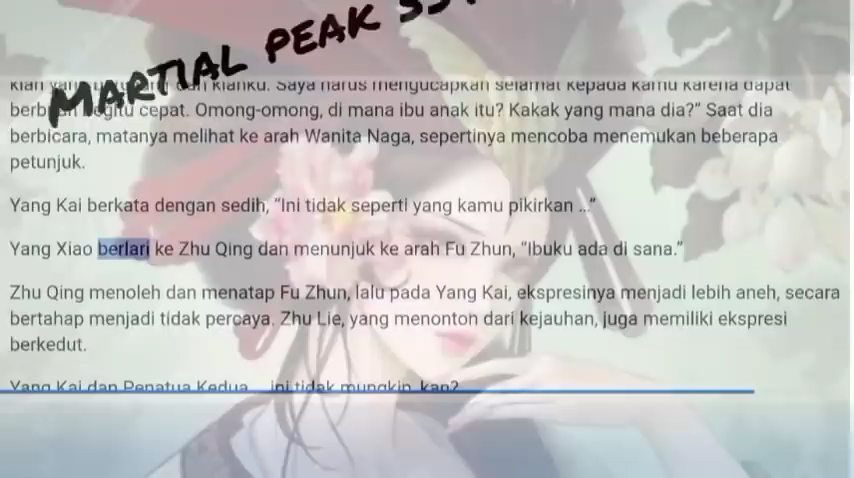 MARTIAL PEAK
kamu karena dapat
cepat. Omong-omong, di mana ibu anak itu? Kakak yang mana dia?” Saat dia
berbicara, matanya melihat ke arah Wanita Naga, sepertinya mencoba menemukan beberapa
petunjuk.
Yang Kai berkata dengan sedih, “Ini tidak seperti yang kamu pikirkan ...”
Yang Xiao berlari ke Zhu Qing dan menunjuk ke arah Fu Zhun, “Ibuku ada di sana.”
Zhu Qing menoleh dan menatap Fu Zhun, lalu pada Yang Kai, ekspresinya menjadi lebih aneh, secara
bertahap menjadi tidak percaya. Zhu Lie, yang menonton dari kejauhan, juga memiliki ekspresi
berkedut.
Yang Kai dan Penatua Kedua... ini tidak mungkin, kan?